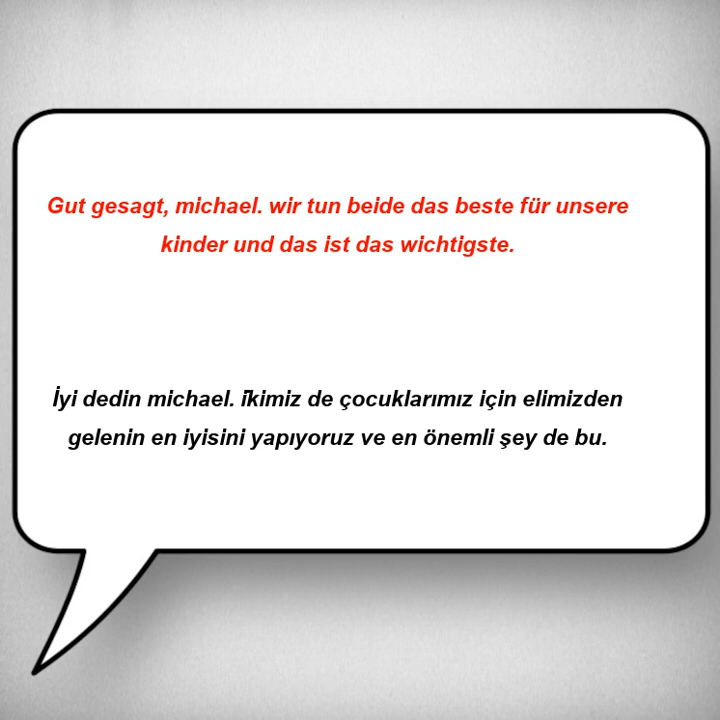 Gut gesagt, michael. wir tun beide das beste für unsere
kinder und das ist das wichtigste.
İyi dedin michael. i̇kimiz de çocuklarımız için elimizden
gelenin en iyisini yapıyoruz ve en önemli şey de bu.